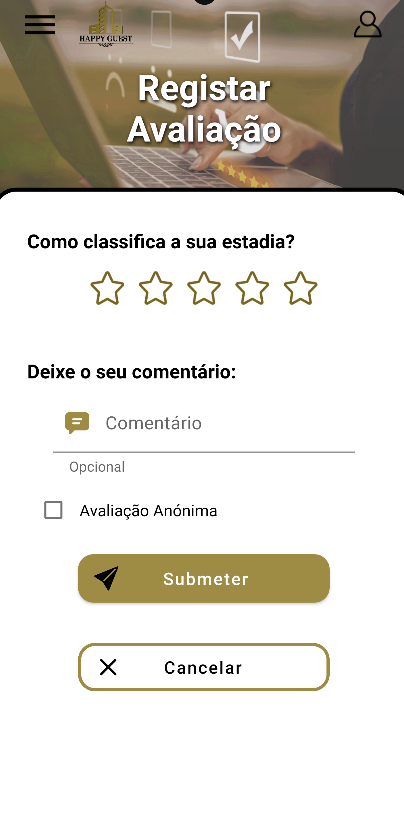 HAPPY GUEST
Registar
Avaliação
Como classifica a sua estadia?
Deixe o seu comentário:
Comentário
Opcional
Avaliação Anónima
Submeter
Cancelar